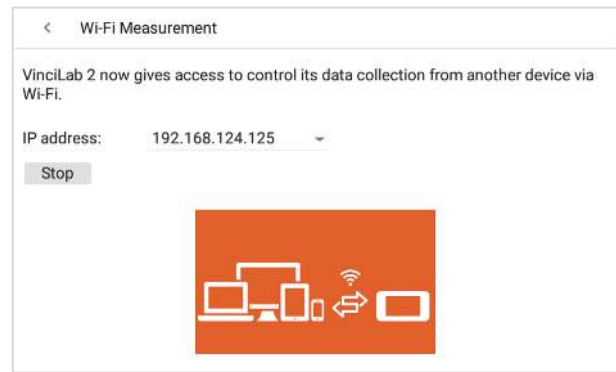 Wi-Fi Measurement
VinciLab 2 now gives access to control its data collection from another device via
Wi-Fi.
IP address: 192.168.124.125
Stop